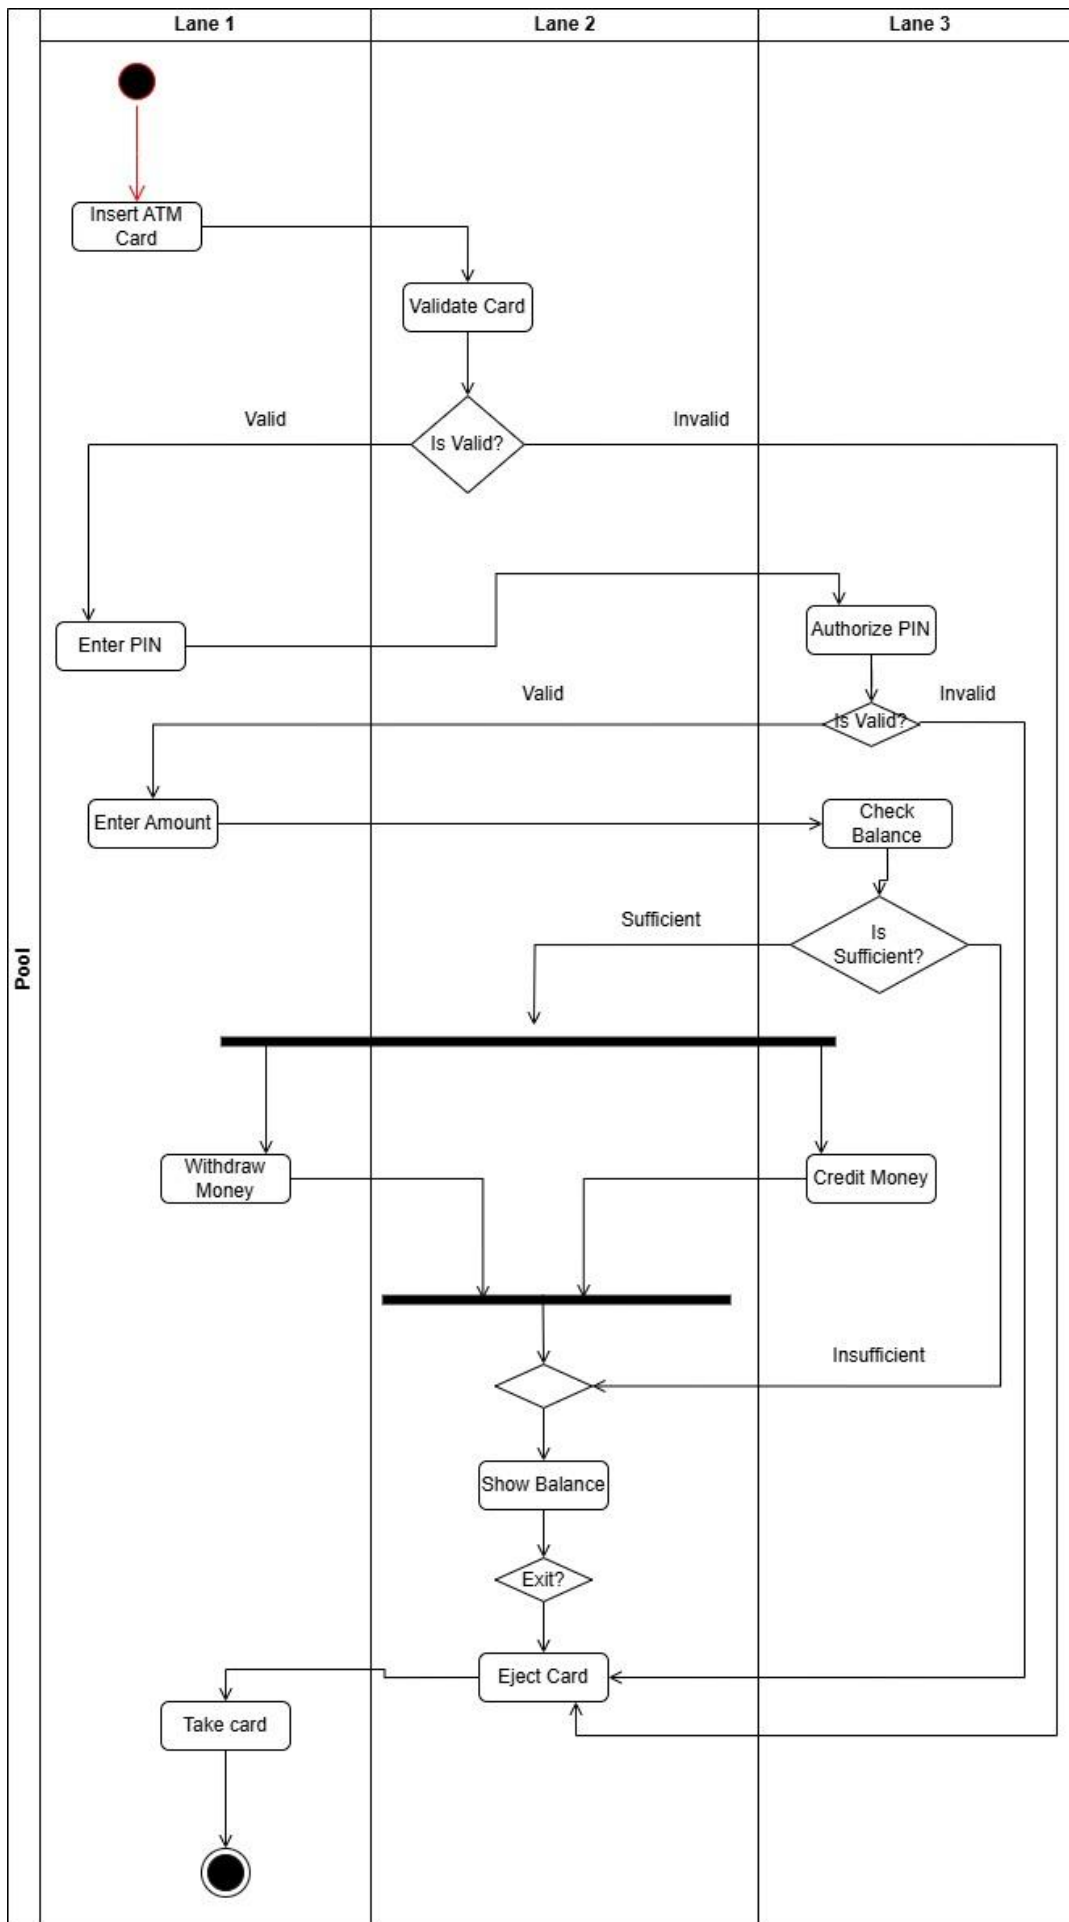 Lane 1
Lane 2
Lane 3
Pool
Insert ATM
Card
Validate Card
Valid
Is Valid?
Invalid
Enter PIN
Authorize PIN
Valid
Is Valid?
Invalid
Enter Amount
Check
Balance
Sufficient
Is
Sufficient?
Withdraw
Money
Credit Money
Insufficient
Show Balance
Exit?
Eject Card
Take card